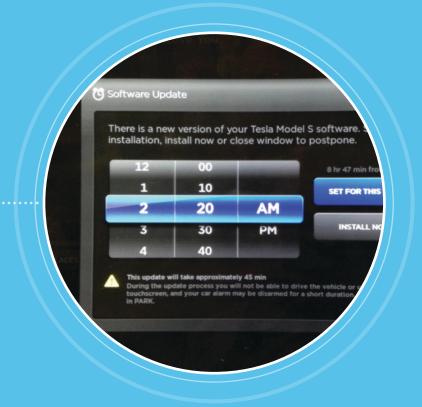 Software Update
There is a new version of your Tesla Model S software.
installation, install now or close window to postpone.
8 hr 47 min
12 00
1 10
SET FOR THIS
2 20 AM
3 30 PM
INSTALL
4 40
This update will take approximately 45 min
During the update process you will not be able to drive the vehicle or
touchscreen, and your car alarm may be disarmed for a short duration
in PARK.